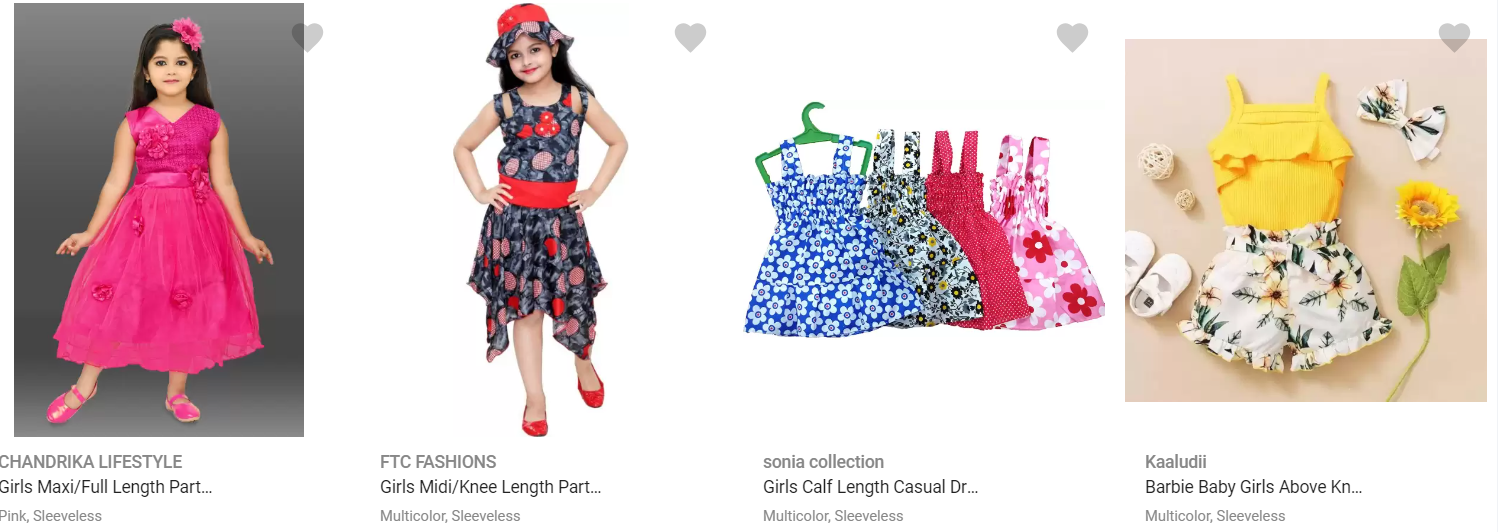 CHANDRIKA LIFESTYLE
Girls Maxi/Full Length Part...
Pink, Sleeveless
FTC FASHIONS
Girls Midi/Knee Length Part...
Multicolor, Sleeveless
sonia collection
Girls Calf Length Casual Dr...
Multicolor, Sleeveless
Kaaludii
Barbie Baby Girls Above Kn...
Multicolor, Sleeveless